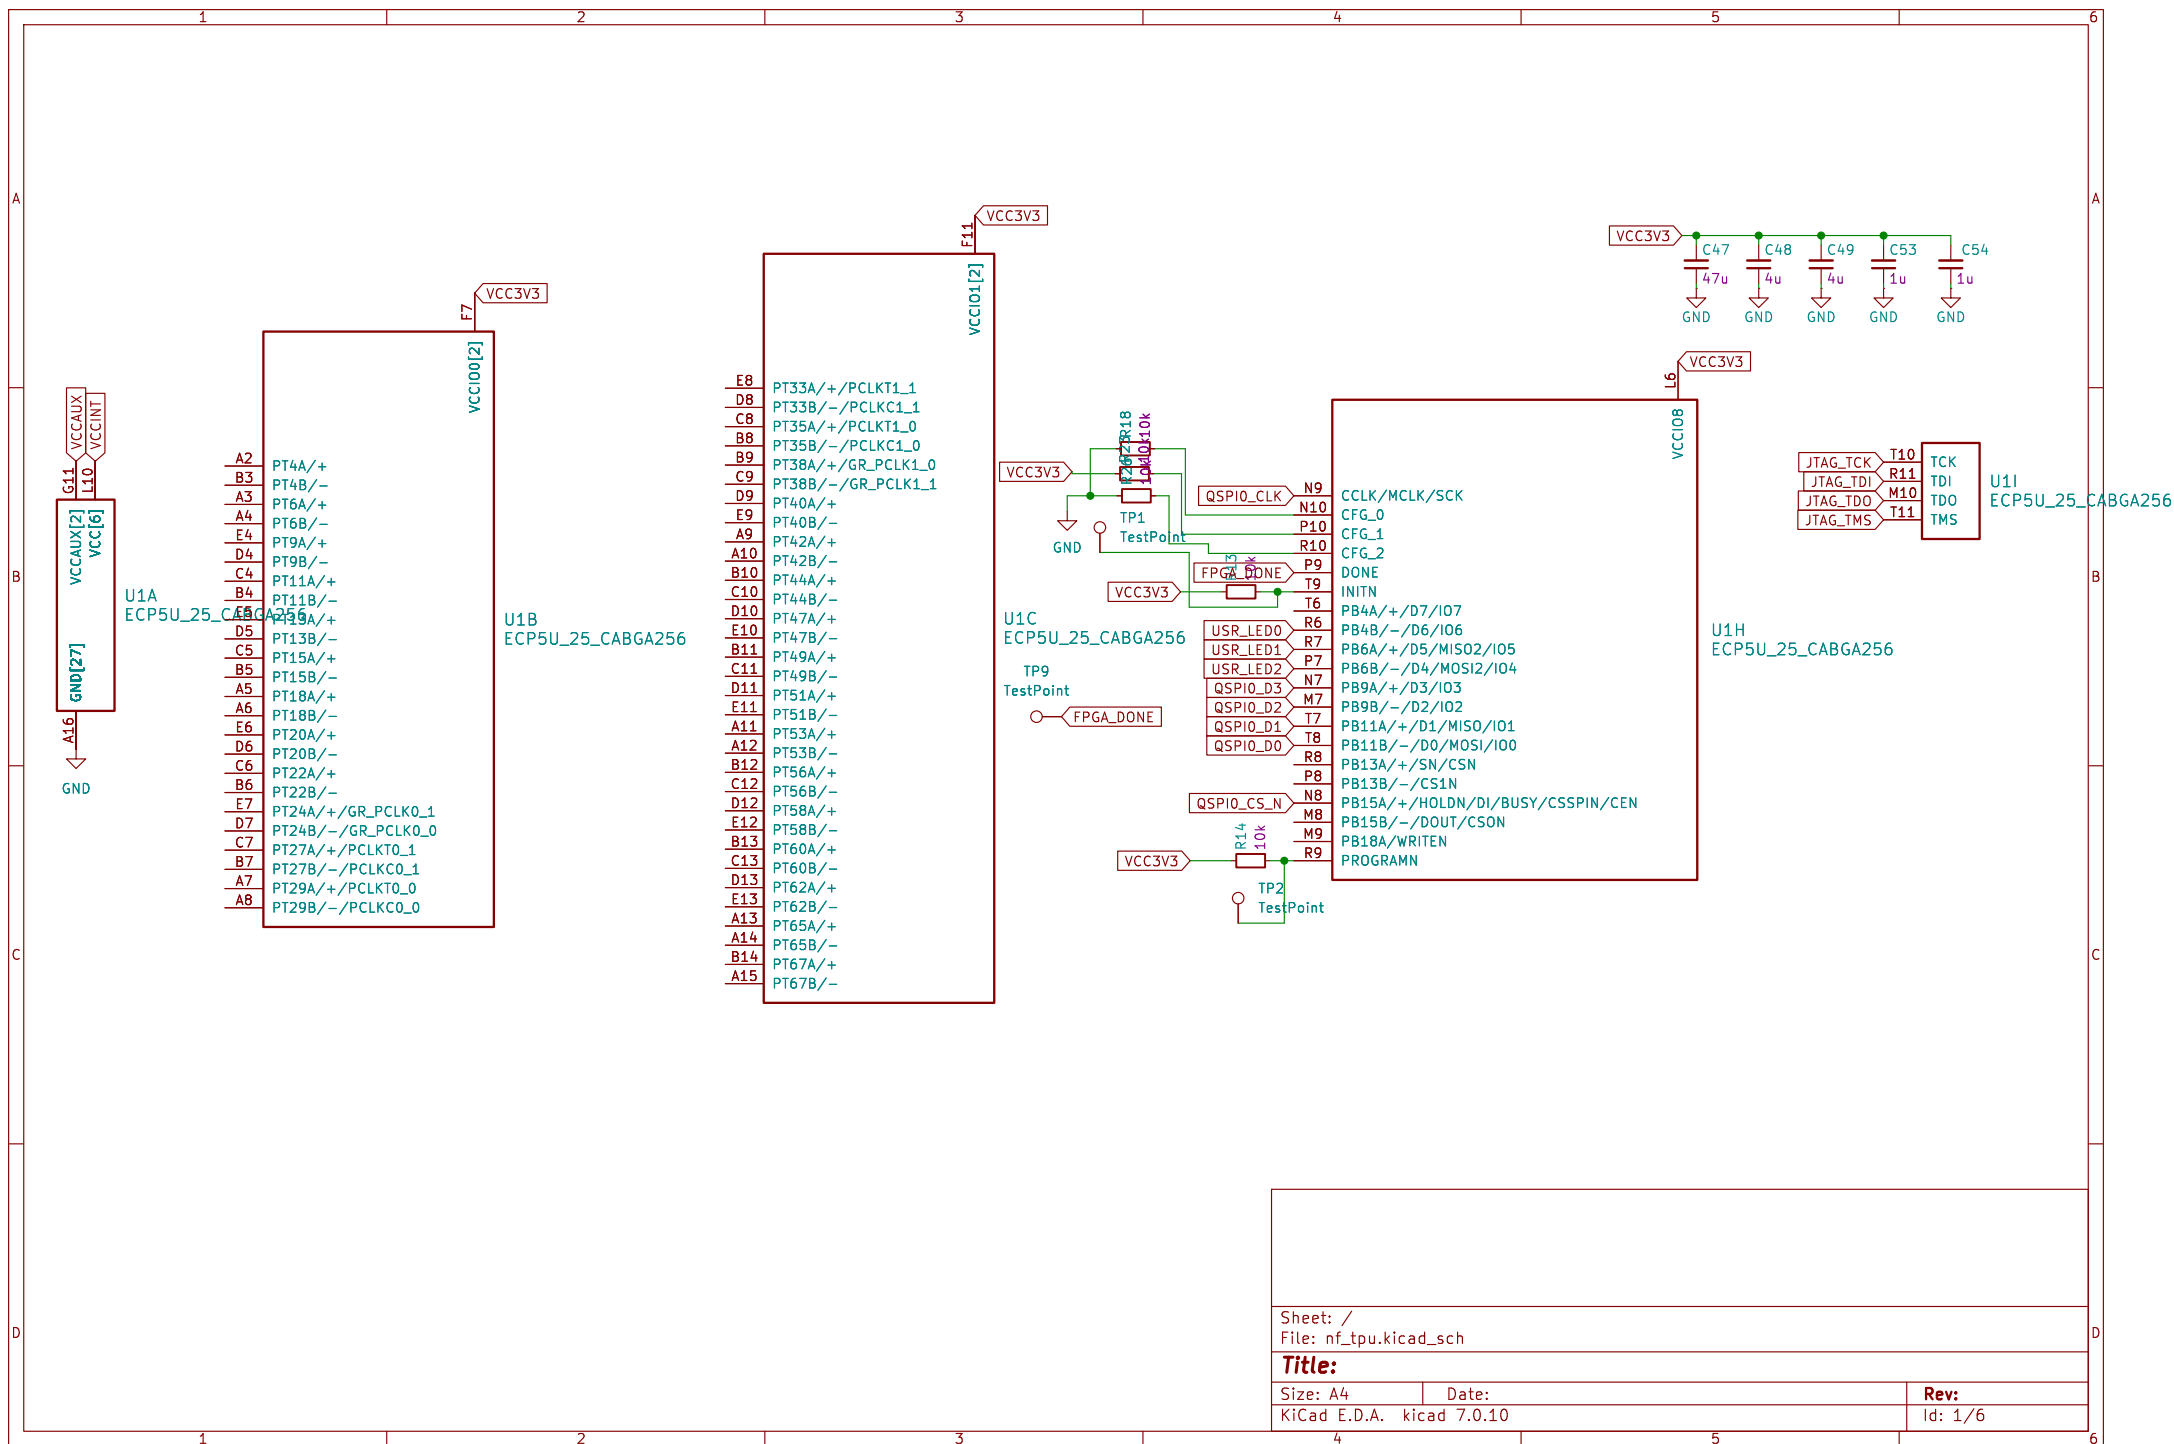 1 2 3 4 5 6
A
B
C
D
A
B
C
D
VCCAUX
VCCINT
G11
L10
VCCAUX[2]
VCC[6]
GND[27]
A16
GND
U1A
ECP5U_25_CABGA256
VCC3V3
F7
VCCIO0[2]
A2 PT4A/+
B3 PT4B/-
A3 PT6A/+
A4 PT6B/-
E4 PT9A/+
D4 PT9B/-
C4 PT11A/+
B4 PT11B/-
E5 PT13A/+
D5 PT13B/-
C5 PT15A/+
B5 PT15B/-
A5 PT18A/+
A6 PT18B/-
E6 PT20A/+
D6 PT20B/-
C6 PT22A/+
B6 PT22B/-
E7 PT24A/+/GR_PCLK0_1
D7 PT24B/-/GR_PCLK0_0
C7 PT27A/+/PCLKT0_1
B7 PT27B/-/PCLKC0_1
A7 PT29A/+/PCLKT0_0
A8 PT29B/-/PCLKC0_0
U1B
ECP5U_25_CABGA256
VCC3V3
F11
VCCIO1[2]
E8 PT33A/+/PCLKT1_1
D8 PT33B/-/PCLKC1_1
C8 PT35A/+/PCLKT1_0
B8 PT35B/-/PCLKC1_0
B9 PT38A/+/GR_PCLK1_0
C9 PT38B/-/GR_PCLK1_1
D9 PT40A/+
E9 PT40B/-
A9 PT42A/+
A10 PT42B/-
B10 PT44A/+
C10 PT44B/-
D10 PT47A/+
E10 PT47B/-
B11 PT49A/+
C11 PT49B/-
D11 PT51A/+
E11 PT51B/-
A11 PT53A/+
A12 PT53B/-
B12 PT56A/+
C12 PT56B/-
D12 PT58A/+
E12 PT58B/-
B13 PT60A/+
C13 PT60B/-
D13 PT62A/+
E13 PT62B/-
A13 PT65A/+
A14 PT65B/-
B14 PT67A/+
A15 PT67B/-
U1C
ECP5U_25_CABGA256
TP9
TestPoint
FPGA_DONE
R18
10k
10k
10k
VCC3V3
GND
TP1
TestPoint
VCC3V3
R13
10k
VCC3V3
R14
10k
TP2
TestPoint
VCC3V3
L6
VCCIO8
QSPI0_CLK N9 CCLK/MCLK/SCK
N10 CFG_0
P10 CFG_1
R10 CFG_2
FPGA_DONE P9 DONE
T9 INITN
T6 PB4A/+/D7/IO7
USR_LED0 R6 PB4B/-/D6/IO6
USR_LED1 R7 PB6A/+/D5/MISO2/IO5
USR_LED2 P7 PB6B/-/D4/MOSI2/IO4
QSPI0_D3 N7 PB9A/+/D3/IO3
QSPI0_D2 M7 PB9B/-/D2/IO2
QSPI0_D1 T7 PB11A/+/D1/MISO/IO1
QSPI0_D0 T8 PB11B/-/D0/MOSI/IO0
R8 PB13A/+/SN/CSN
P8 PB13B/-/CS1N
QSPI0_CS_N N8 PB15A/+/HOLDN/DI/BUSY/CSSPIN/CEN
M8 PB15B/-/DOUT/CSON
M9 PB18A/WRITEN
R9 PROGRAMN
U1H
ECP5U_25_CABGA256
VCC3V3
C47 C48 C49 C53 C54
47u 4u 4u 1u 1u
GND GND GND GND GND
JTAG_TCK T10 TCK
JTAG_TDI R11 TDI
JTAG_TDO M10 TDO
JTAG_TMS T11 TMS
U1I
ECP5U_25_CABGA256
Sheet: /
File: nf_tpu.kicad_sch
Title:
Size: A4 Date: Rev:
KiCad E.D.A. kicad 7.0.10 Id: 1/6
1 2 3 4 5 6